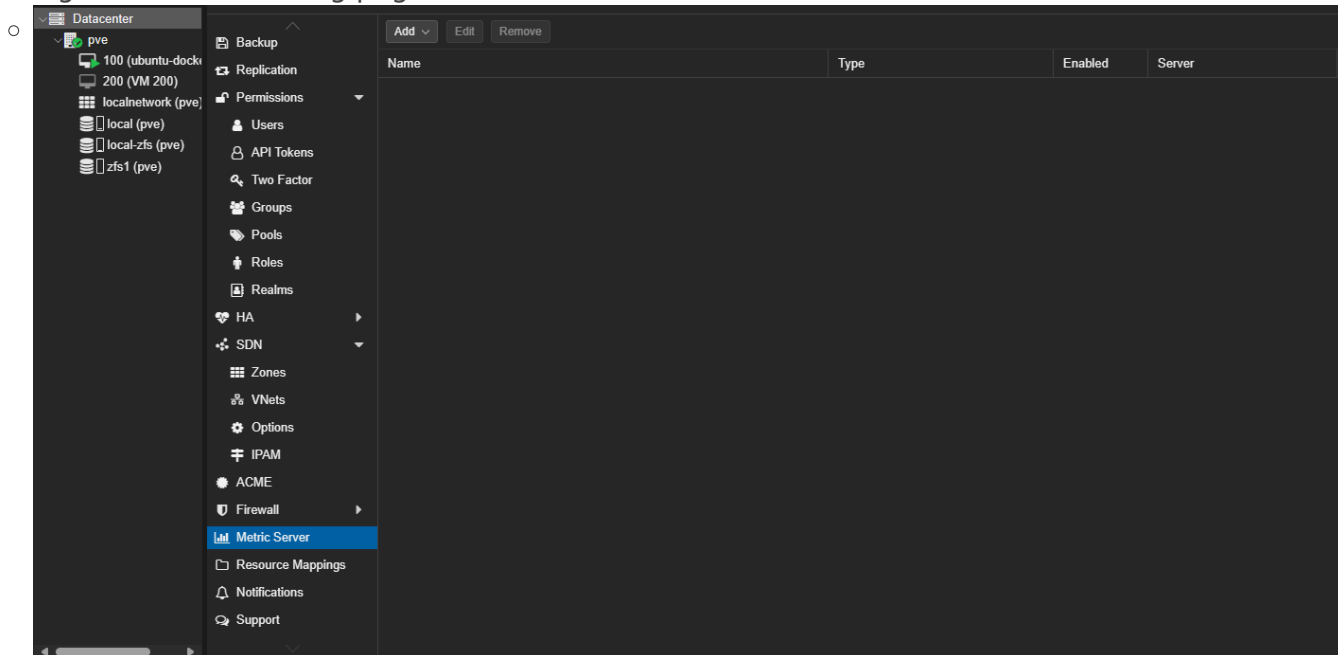 Datacenter
pve
100 (ubuntu-docke
200 (VM 200)
localnetwork (pve)
local (pve)
local-zfs (pve)
zfs1 (pve)
Backup
Replication
Permissions
Users
API Tokens
Two Factor
Groups
Pools
Roles
Realms
HA
SDN
Zones
VNets
Options
IPAM
ACME
Firewall
Metric Server
Resource Mappings
Notifications
Support
Add Edit Remove
Name Type Enabled Server